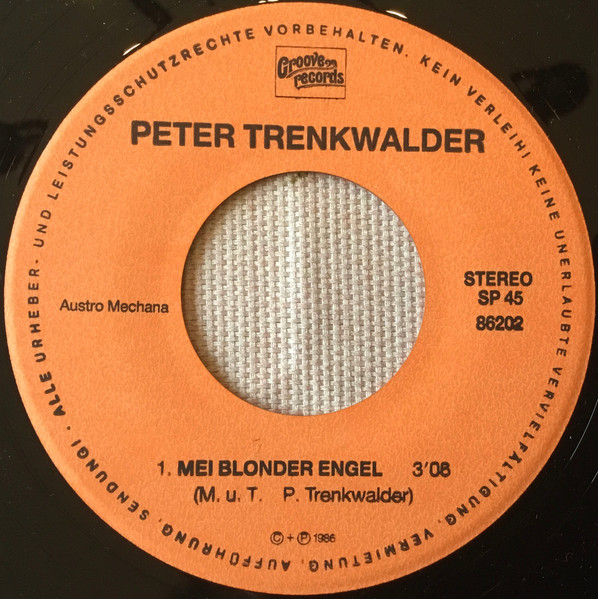 Groove on
records
PETER TRENKWALDER
STEREO
SP 45
86202
Austro Mechana
1. MEI BLONDER ENGEL 3'08
(M. u. T. P. Trenkwalder)
© + ℗ 1986
· ALLE URHEBER- UND LEISTUNGSSCHUTZRECHTE VORBEHALTEN. KEIN VERLEIH! KEINE UNERLAUBTE VERVIELFÄLTIGUNG, VERMIETUNG, AUFFÜHRUNG, SENDUNG!